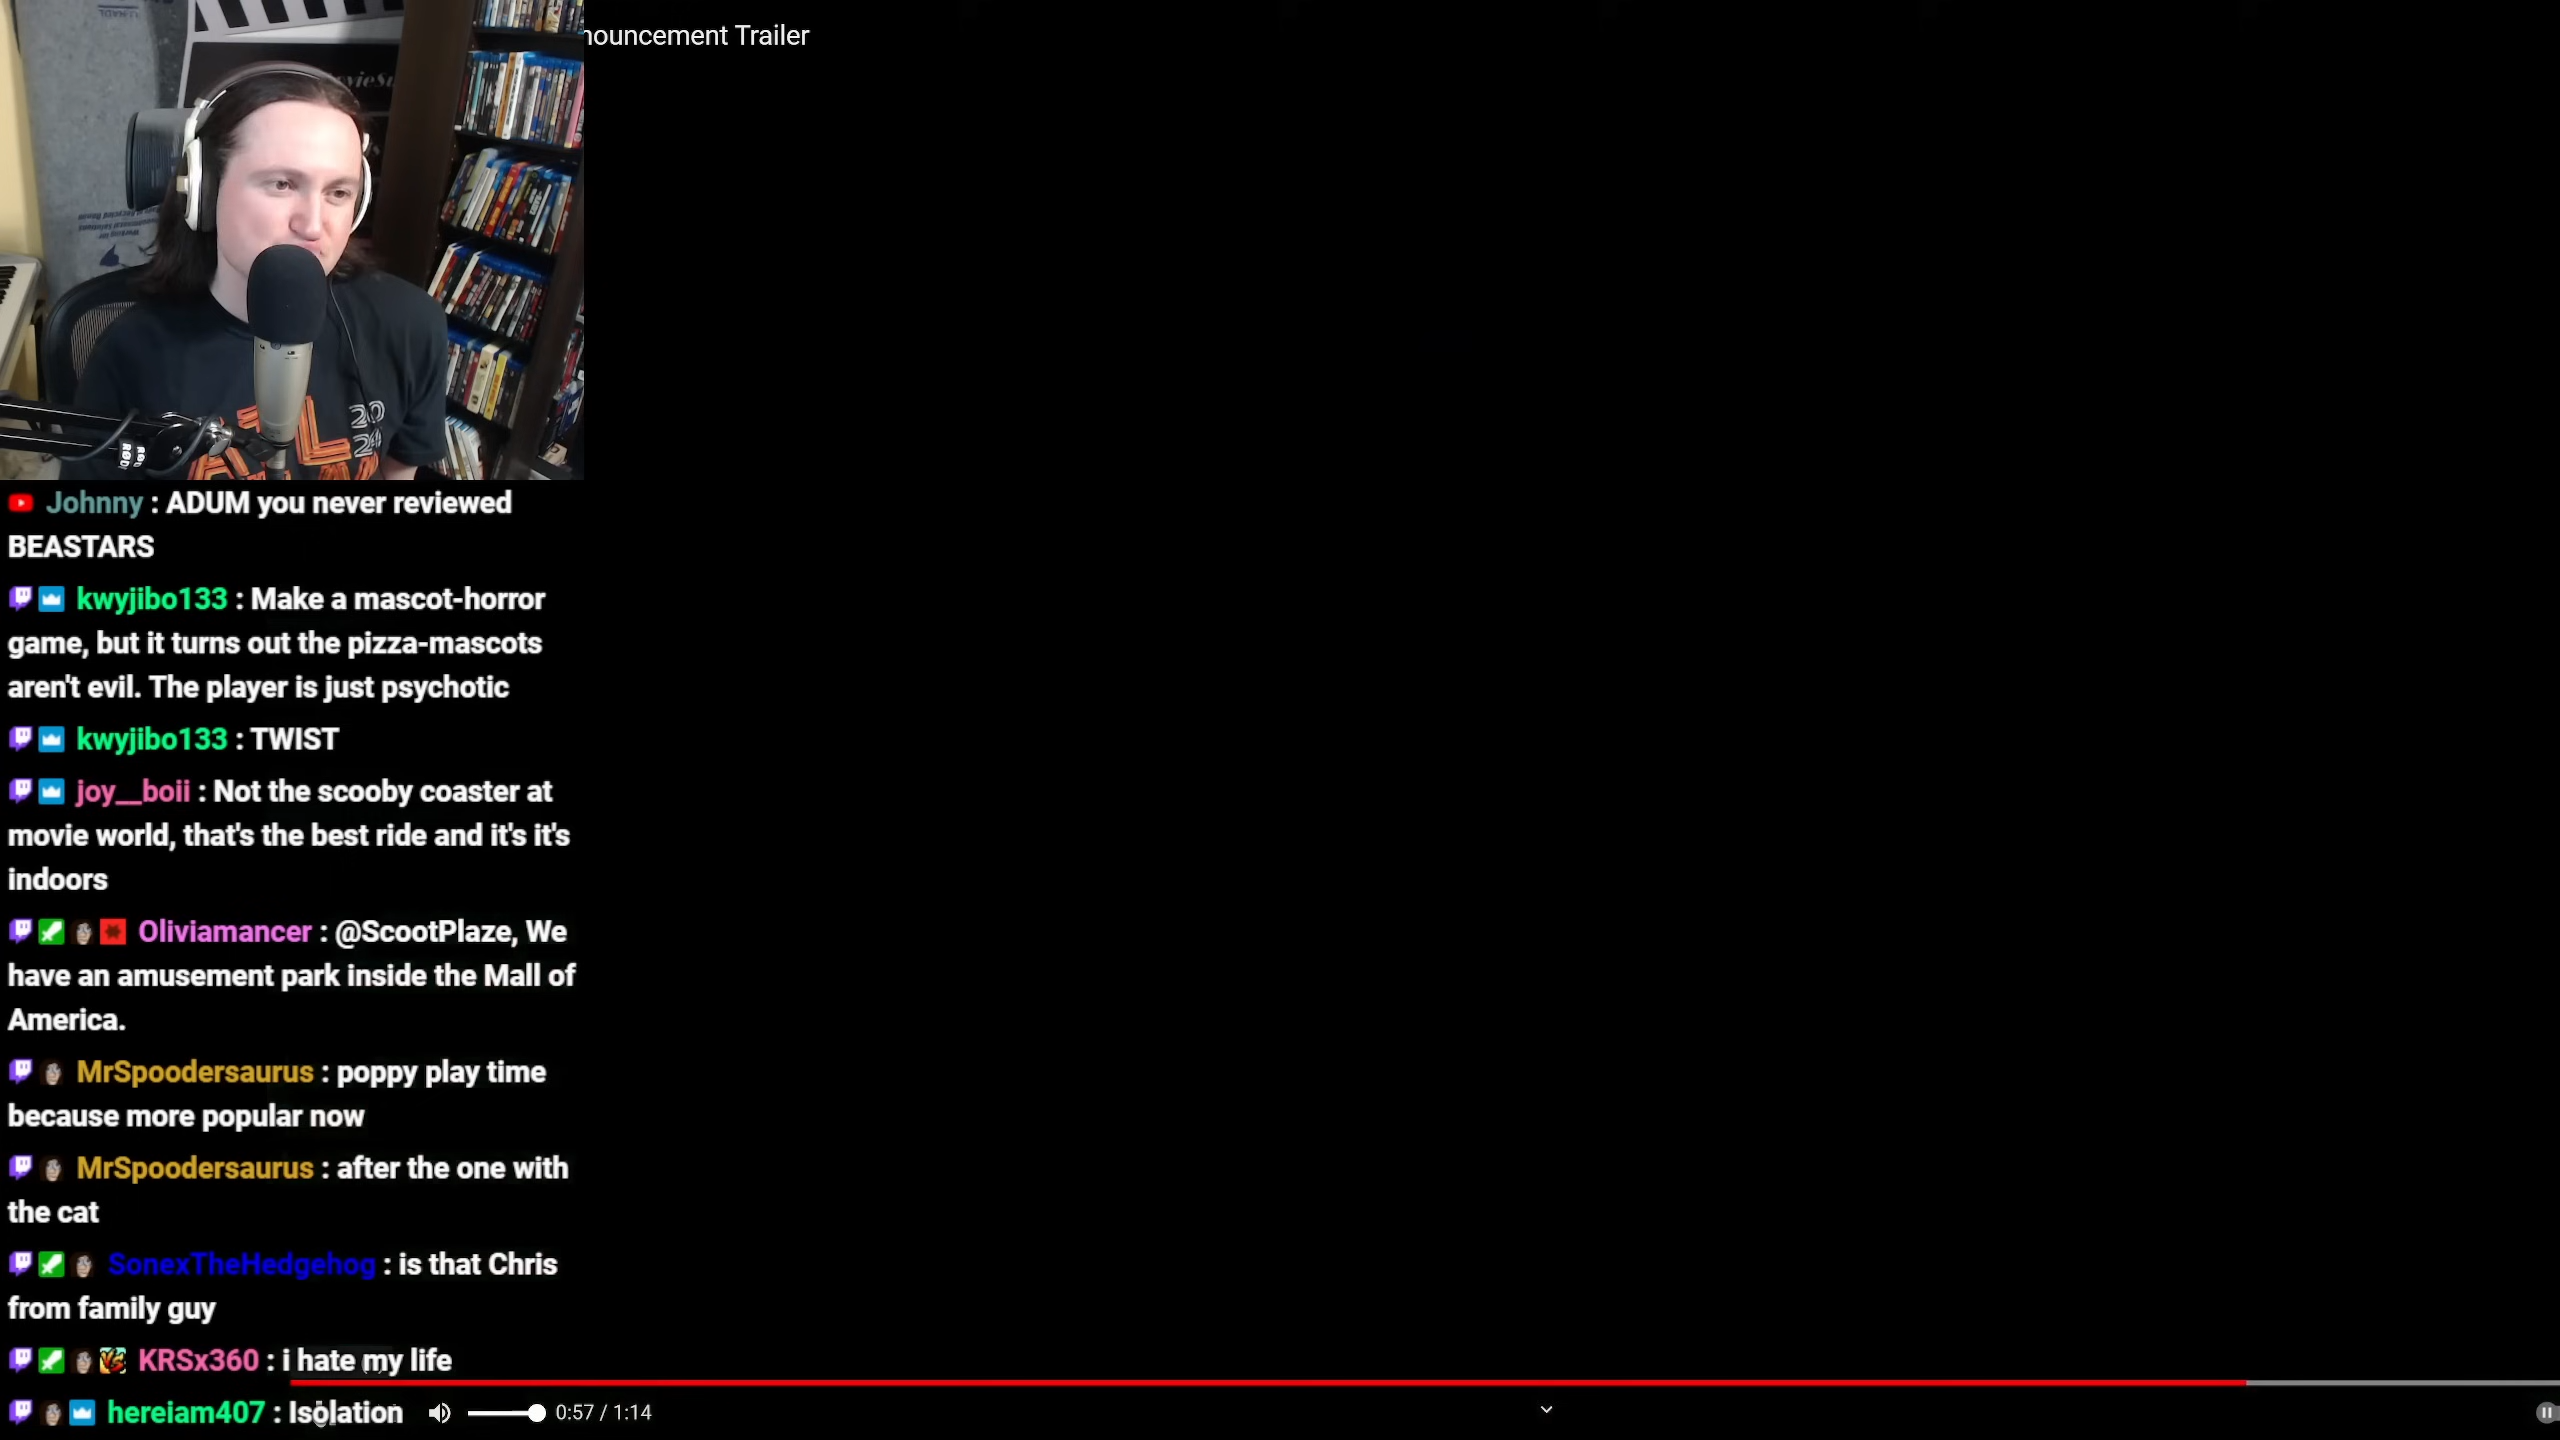 nouncement Trailer
20
RØDE
Johnny : ADUM you never reviewed
BEASTARS
kwyjibo133 : Make a mascot-horror
game, but it turns out the pizza-mascots
aren't evil. The player is just psychotic
kwyjibo133 : TWIST
joy__boii : Not the scooby coaster at
movie world, that's the best ride and it's it's
indoors
Oliviamancer : @ScootPlaze, We
have an amusement park inside the Mall of
America.
MrSpoodersaurus : poppy play time
because more popular now
MrSpoodersaurus : after the one with
the cat
SonexTheHedgehog : is that Chris
from family guy
KRSx360 : i hate my life
hereiam407 : Isolation
0:57 / 1:14